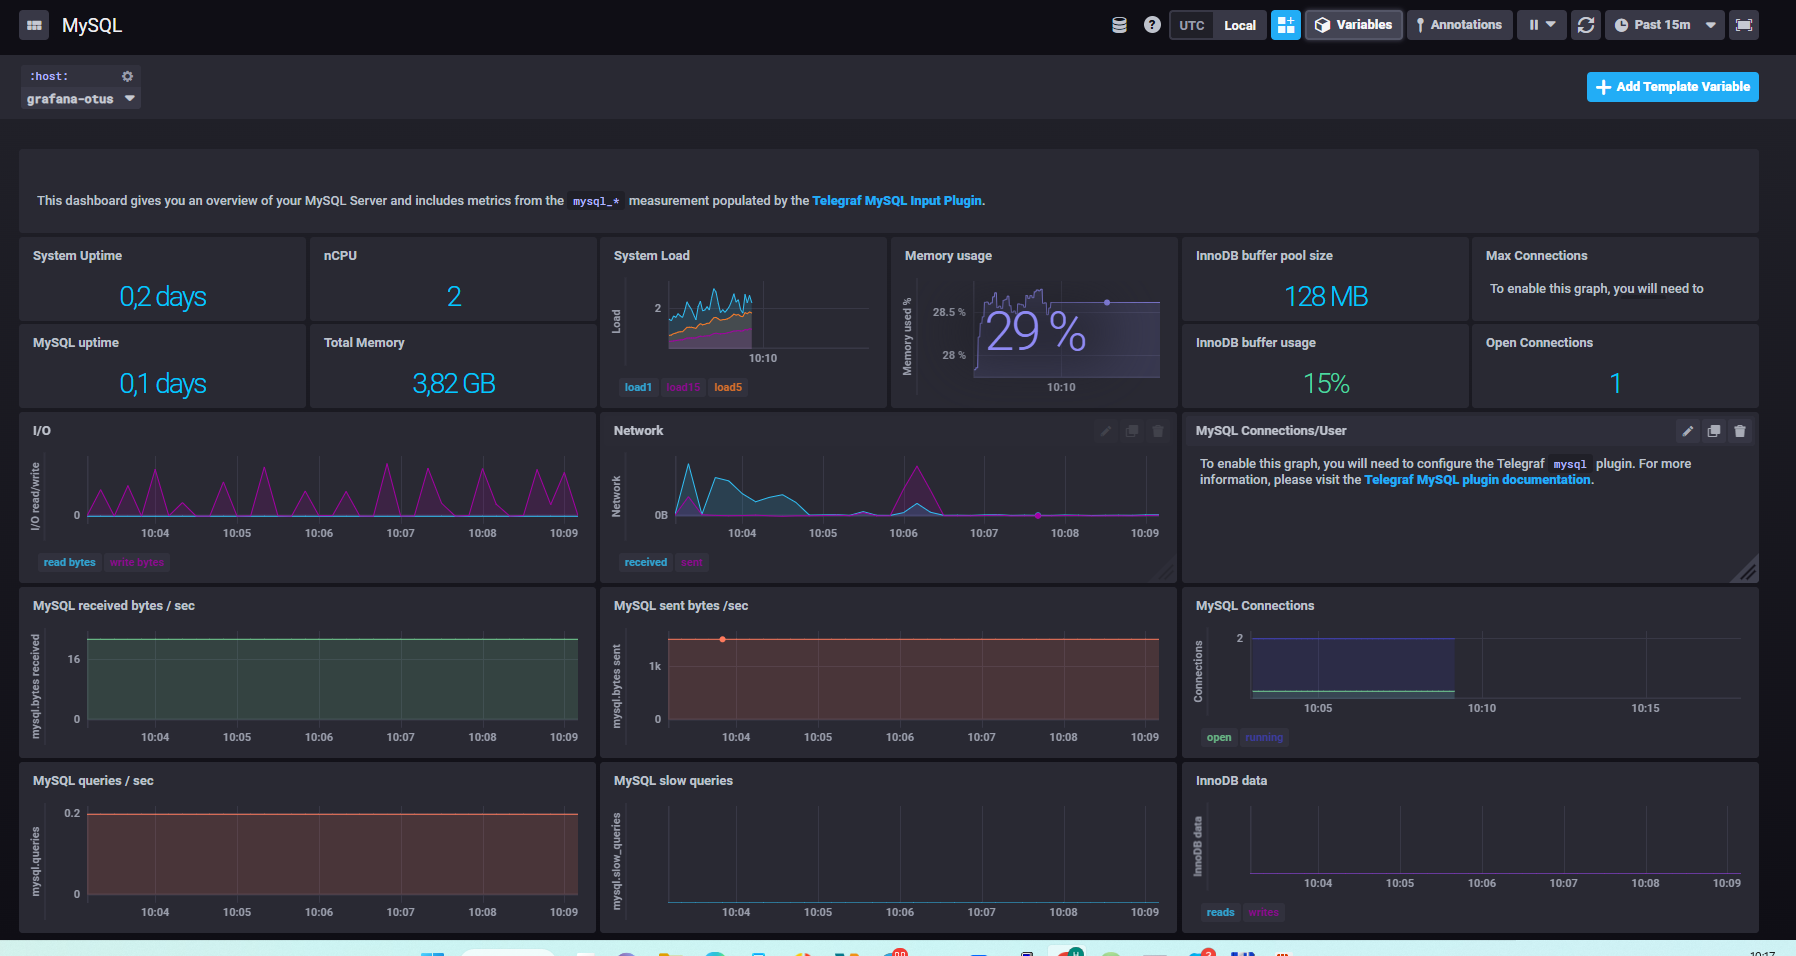 MySQL
UTC Local Variables Annotations Past 15m
:host:
grafana-otus
Add Template Variable
This dashboard gives you an overview of your MySQL Server and includes metrics from the mysql_* measurement populated by the Telegraf MySQL Input Plugin.
System Uptime
0,2 days
nCPU
2
System Load
Load
2
10:10
load1 load15 load5
Memory usage
Memory used %
28.5 %
28 %
29 %
10:10
InnoDB buffer pool size
128 MB
Max Connections
To enable this graph, you will need to
MySQL uptime
0,1 days
Total Memory
3,82 GB
InnoDB buffer usage
15%
Open Connections
1
I/O
I/O read/write
0
10:04 10:05 10:06 10:07 10:08 10:09
read bytes write bytes
Network
Network
0B
10:04 10:05 10:06 10:07 10:08 10:09
received sent
MySQL Connections/User
To enable this graph, you will need to configure the Telegraf mysql plugin. For more
information, please visit the Telegraf MySQL plugin documentation.
MySQL received bytes / sec
mysql.bytes received
16
0
10:04 10:05 10:06 10:07 10:08 10:09
MySQL sent bytes /sec
mysql.bytes sent
1k
0
10:04 10:05 10:06 10:07 10:08 10:09
MySQL Connections
Connections
2
10:05 10:10 10:15
open running
MySQL queries / sec
mysql.queries
0.2
0
10:04 10:05 10:06 10:07 10:08 10:09
MySQL slow queries
mysql.slow_queries
10:04 10:05 10:06 10:07 10:08 10:09
InnoDB data
InnoDB data
10:04 10:05 10:06 10:07 10:08 10:09
reads writes